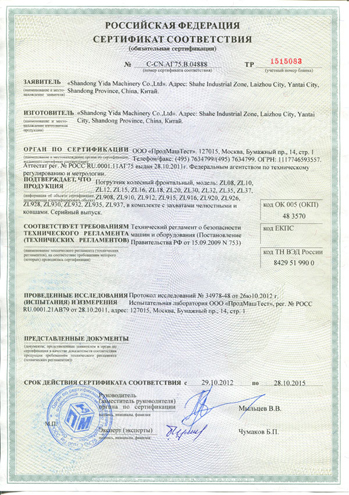 РОССИЙСКАЯ ФЕДЕРАЦИЯ
СЕРТИФИКАТ СООТВЕТСТВИЯ
(обязательная сертификация)
№ C-CN.АГ75.B.04888 ТР 1515083
(номер сертификата соответствия) (учетный номер бланка)
ЗАЯВИТЕЛЬ «Shandong Yida Machinery Co.,Ltd». Адрес: Shahe Industrial Zone, Laizhou City, Yantai City,
Shandong Province, China, Китай.
ИЗГОТОВИТЕЛЬ «Shandong Yida Machinery Co.,Ltd». Адрес: Shahe Industrial Zone, Laizhou City, Yantai
City, Shandong Province, China, Китай.
ОРГАН ПО СЕРТИФИКАЦИИ ООО «ПродМашТест», 127015, Москва, Бумажный пр., 14, стр. 1
Телефон/факс: (495) 7634799/(495) 7634799, ОГРН: 1117746593557.
Аттестат рег. № РОСС RU.0001.11АГ75 выдан 28.10.2011г. Федеральным агентством по техническому
регулированию и метрологии.
ПОДТВЕРЖДАЕТ, ЧТО
ПРОДУКЦИЯ Погрузчик колесный фронтальный, модель, ZL08, ZL10,
ZL12, ZL15, ZL16, ZL18, ZL20, ZL30, ZL32, ZL35, ZL37,
ZL908, ZL910, ZL912, ZL915, ZL916, ZL920, ZL926,
ZL928, ZL930, ZL932, ZL935, ZL937, в комплекте с захватами челюстными и
ковшами. Серийный выпуск.
код ОК 005 (ОКП)
48 3570
СООТВЕТСТВУЕТ ТРЕБОВАНИЯМ Технический регламент о безопасности
ТЕХНИЧЕСКОГО РЕГЛАМЕНТА машин и оборудования (Постановление
(ТЕХНИЧЕСКИХ РЕГЛАМЕНТОВ) Правительства РФ от 15.09.2009 N 753)
код ЕКПС
код ТН ВЭД России
8429 51 990 0
ПРОВЕДЕННЫЕ ИССЛЕДОВАНИЯ Протокол исследований № 34978-48 от 26ю10.2012 г.
(ИСПЫТАНИЯ) И ИЗМЕРЕНИЯ Испытательная лаборатория ООО «ПродМашТест», рег. № РОСС
RU.0001.21АВ79 от 28.10.2011, адрес: 127015, Москва, Бумажный пр., 14, стр. 1
ПРЕДСТАВЛЕННЫЕ ДОКУМЕНТЫ
СРОК ДЕЙСТВИЯ СЕРТИФИКАТА СООТВЕТСТВИЯ с 29.10.2012 по 28.10.2015
Руководитель
(заместитель руководителя)
органа по сертификации Мыльцев В.В.
подпись, инициалы, фамилия
Эксперт (эксперты) Чумаков Б.П.
подпись, инициалы, фамилия